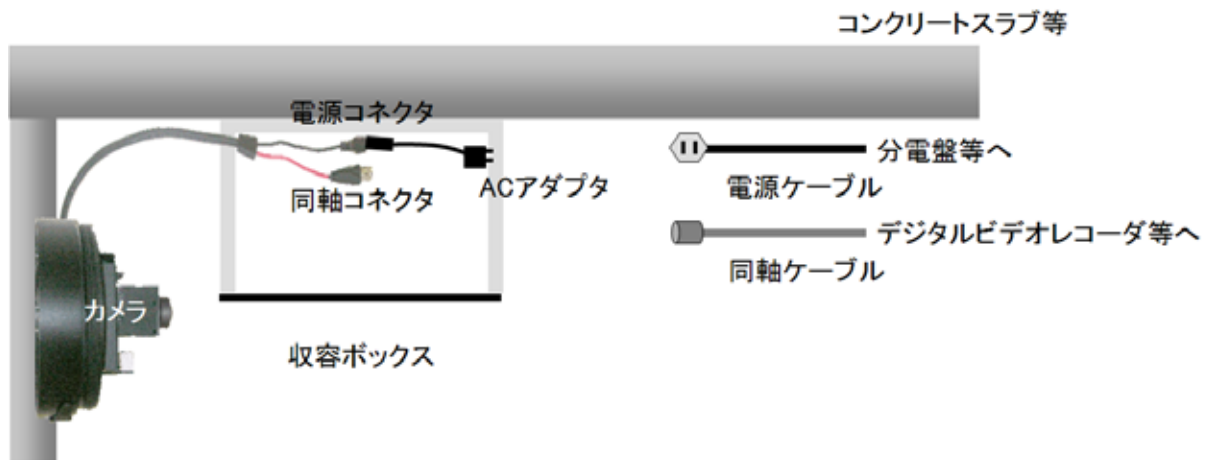 コンクリートスラブ等
電源コネクタ
分電盤等へ
ACアダプタ
電源ケーブル
同軸コネクタ
デジタルビデオレコーダ等へ
同軸ケーブル
カメラ
収容ボックス